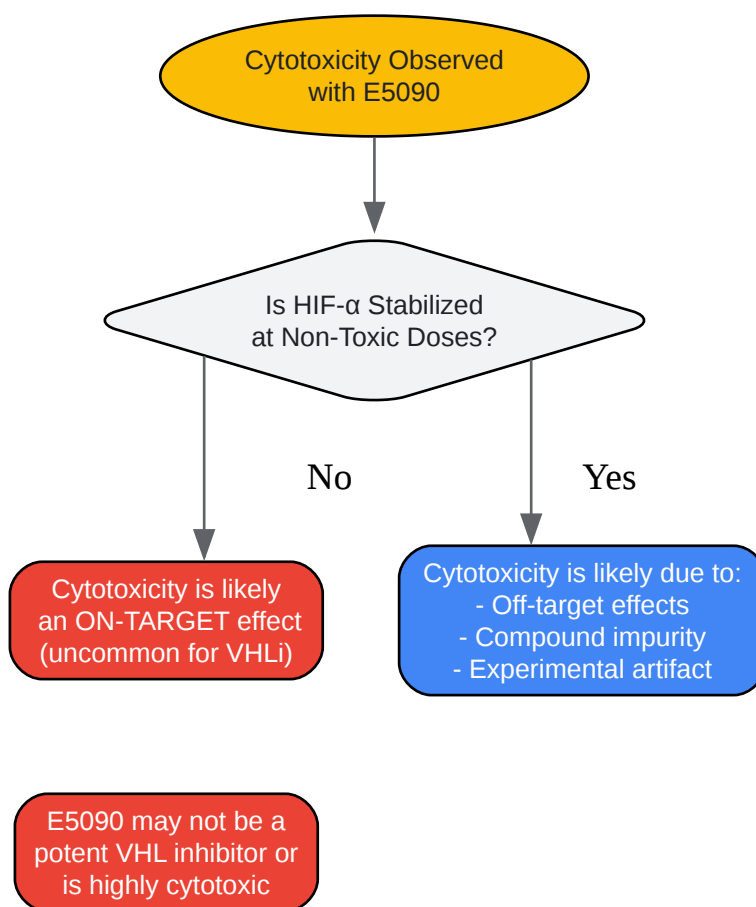 Cytotoxicity Observed
with E5090
Is HIF-α Stabilized
at Non-Toxic Doses?
No
Yes
Cytotoxicity is likely
an ON-TARGET effect
(uncommon for VHLi)
Cytotoxicity is likely due to:
- Off-target effects
- Compound impurity
- Experimental artifact
E5090 may not be a
potent VHL inhibitor or
is highly cytotoxic